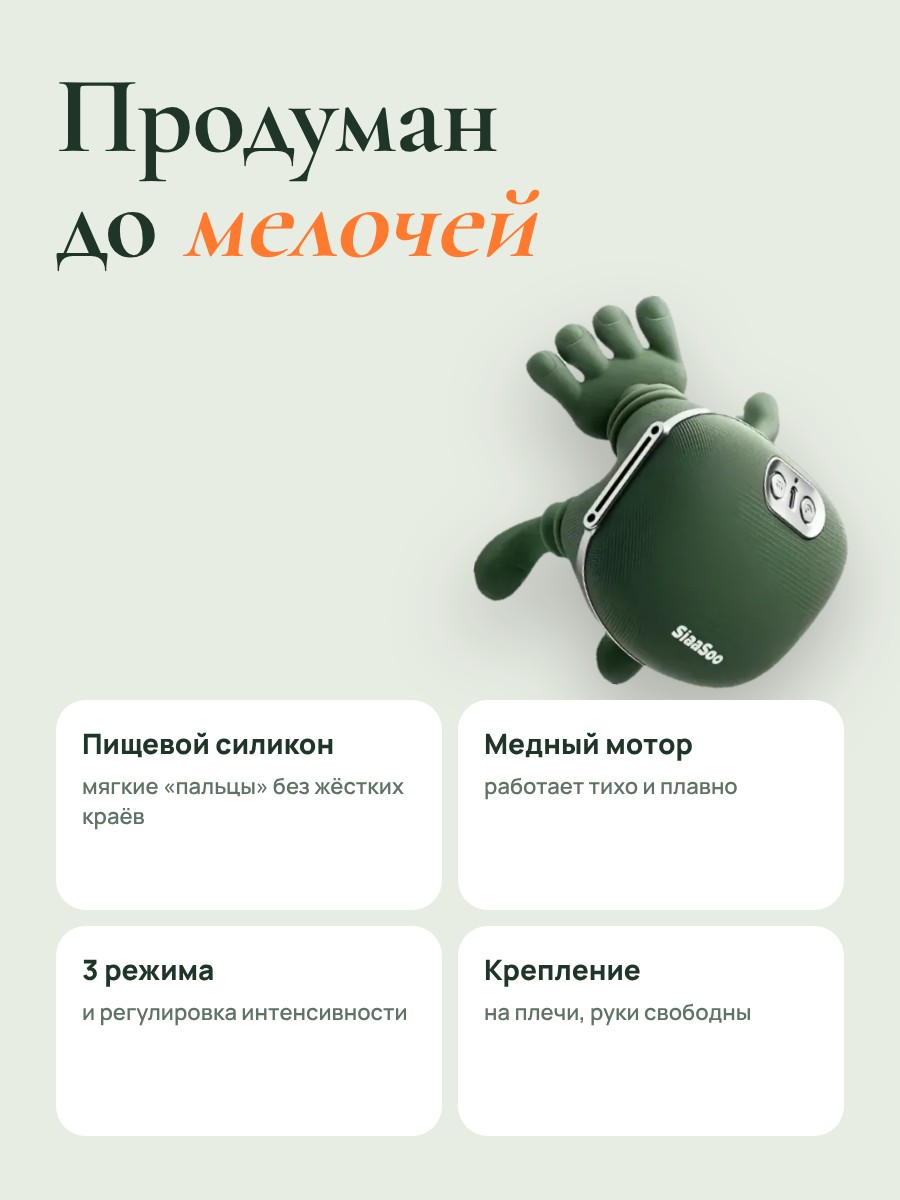 Продуман
до мелочей
SiaaSoo
Пищевой силикон
мягкие «пальцы» без жёстких
краёв
Медный мотор
работает тихо и плавно
3 режима
и регулировка интенсивности
Крепление
на плечи, руки свободны